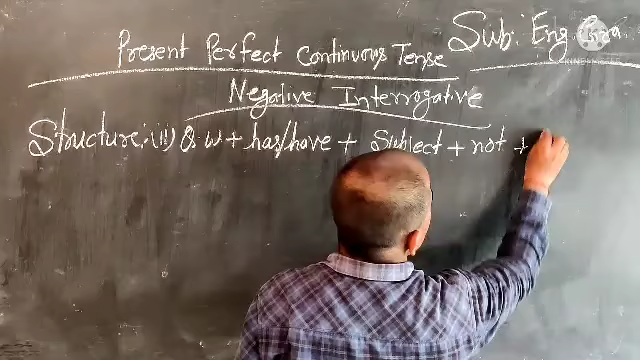 Sub: Eng.
Present Perfect Continuous Tense
Negative Interrogative
Structure: (ii) Q w + has/have + Subject + not +